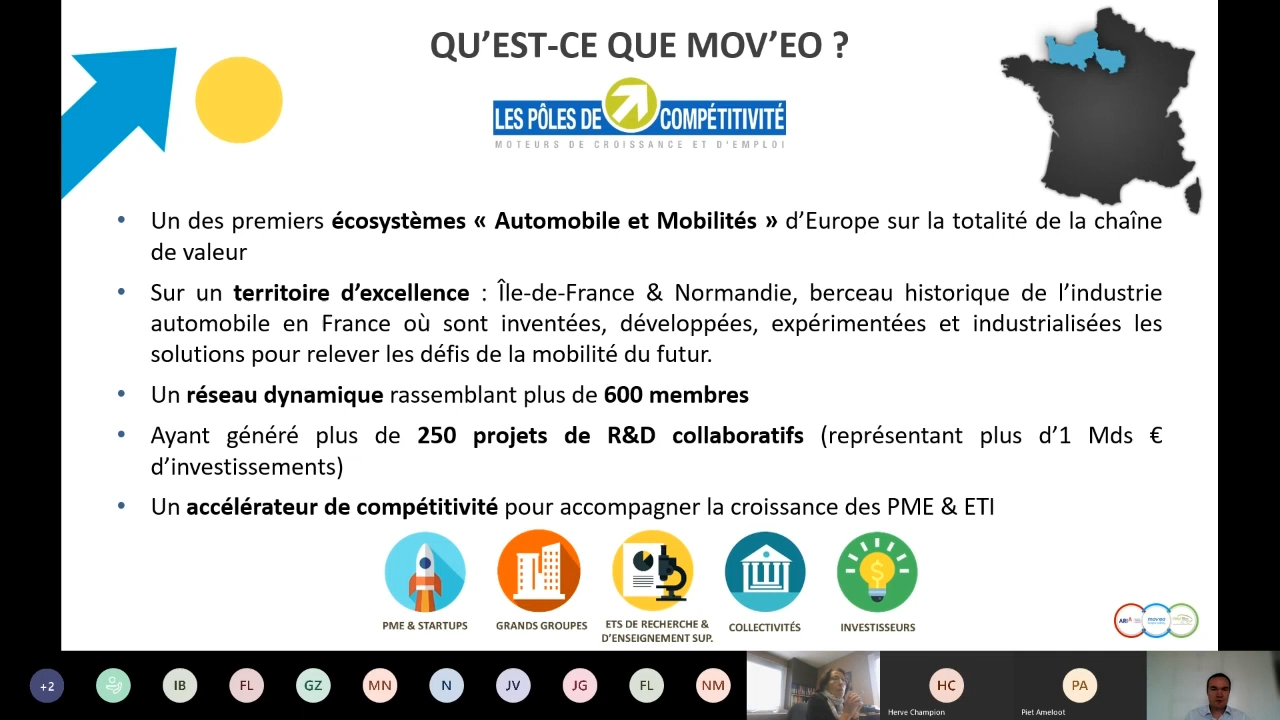 QU'EST-CE QUE MOV'EO ?
LES PÔLES DE COMPÉTITIVITÉ
MOTEURS DE CROISSANCE ET D'EMPLOI
• Un des premiers écosystèmes « Automobile et Mobilités » d'Europe sur la totalité de la chaîne
de valeur
• Sur un territoire d'excellence : Île-de-France & Normandie, berceau historique de l'industrie
automobile en France où sont inventées, développées, expérimentées et industrialisées les
solutions pour relever les défis de la mobilité du futur.
• Un réseau dynamique rassemblant plus de 600 membres
• Ayant généré plus de 250 projets de R&D collaboratifs (représentant plus d'1 Mds €
d'investissements)
• Un accélérateur de compétitivité pour accompagner la croissance des PME & ETI
PME & STARTUPS
GRANDS GROUPES
ETS DE RECHERCHE &
D'ENSEIGNEMENT SUP.
COLLECTIVITÉS
INVESTISSEURS
mov'eo
+2
IB
FL
GZ
MN
N
JV
JG
FL
NM
HC
Herve Champion
PA
Piet Ameloot